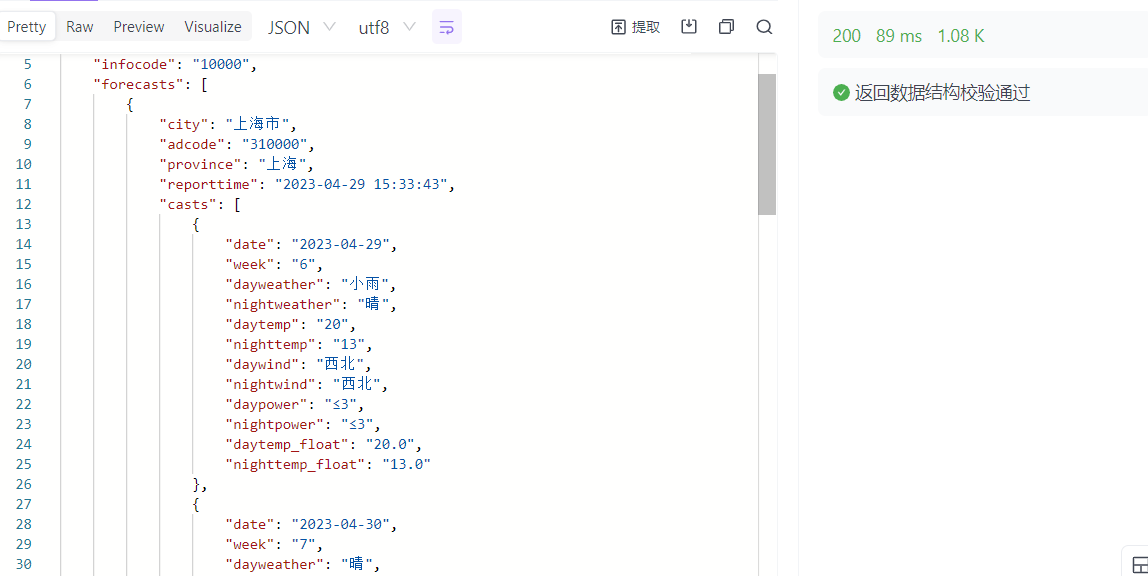 Pretty Raw Preview Visualize JSON utf8 提取
200 89 ms 1.08 K
返回数据结构校验通过
5 "infocode": "10000",
6 "forecasts": [
7 {
8 "city": "上海市",
9 "adcode": "310000",
10 "province": "上海",
11 "reporttime": "2023-04-29 15:33:43",
12 "casts": [
13 {
14 "date": "2023-04-29",
15 "week": "6",
16 "dayweather": "小雨",
17 "nightweather": "晴",
18 "daytemp": "20",
19 "nighttemp": "13",
20 "daywind": "西北",
21 "nightwind": "西北",
22 "daypower": "≤3",
23 "nightpower": "≤3",
24 "daytemp_float": "20.0",
25 "nighttemp_float": "13.0"
26 },
27 {
28 "date": "2023-04-30",
29 "week": "7",
30 "dayweather": "晴",